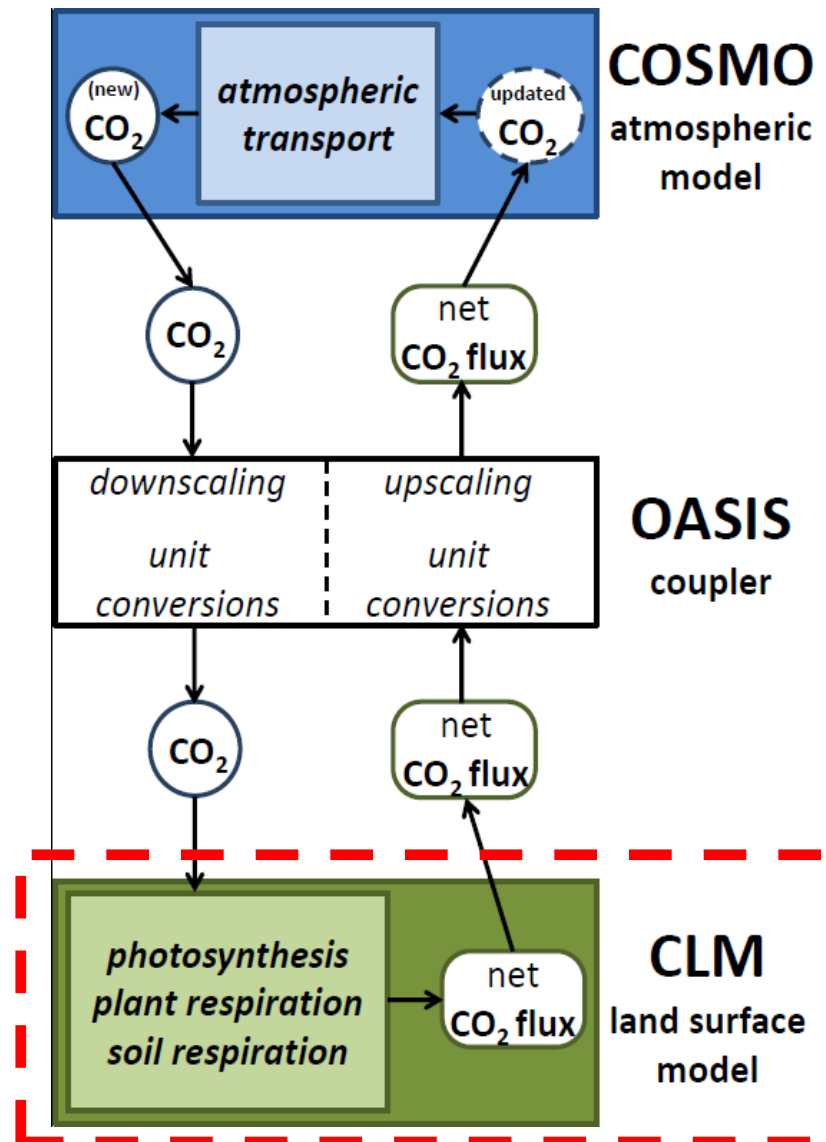 (new)
CO₂
atmospheric
transport
updated
CO₂
COSMO
atmospheric
model
CO₂
net
CO₂ flux
downscaling
unit
conversions
upscaling
unit
conversions
OASIS
coupler
CO₂
net
CO₂ flux
photosynthesis
plant respiration
soil respiration
net
CO₂ flux
CLM
land surface
model